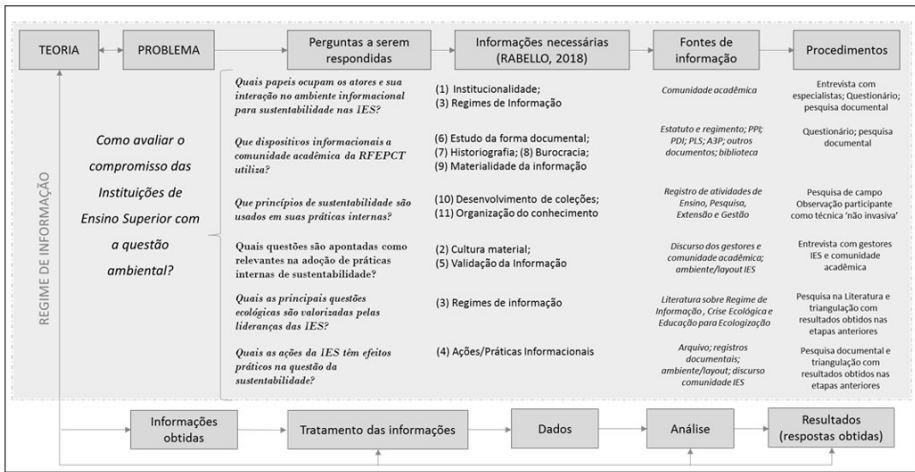 TEORIA
PROBLEMA
Perguntas a serem
respondidas
Informações necessárias
(RABELLO, 2018)
Fontes de
informação
Procedimentos
REGIME DE INFORMAÇÃO
Como avaliar o
compromisso das
Instituições de
Ensino Superior com
a questão
ambiental?
Quais papeis ocupam os atores e sua
interação no ambiente informacional
para sustentabilidade nas IES?
(1) Institucionalidade;
(3) Regimes de Informação
Comunidade acadêmica
Entrevista com
especialistas; Questionário;
pesquisa documental
Que dispositivos informacionais a
comunidade acadêmica da RFEPCT
utiliza?
(6) Estudo da forma documental;
(7) Historiografia; (8) Burocracia;
(9) Materialidade da informação
Estatuto e regimento; PPI;
PDI; PLS; A3P; outros
documentos; biblioteca
Questionário; pesquisa
documental
Que princípios de sustentabilidade são
usados em suas práticas internas?
(10) Desenvolvimento de coleções;
(11) Organização do conhecimento
Registro de atividades de
Ensino, Pesquisa,
Extensão e Gestão
Pesquisa de campo
Observação participante
como técnica 'não invasiva'
Quais questões são apontadas como
relevantes na adoção de práticas
internas de sustentabilidade?
(2) Cultura material;
(5) Validação da Informação
Discurso dos gestores e
comunidade acadêmica;
ambiente/layout IES
Entrevista com gestores
IES e comunidade
acadêmica
Quais as principais questões
ecológicas são valorizadas pelas
lideranças das IES?
(3) Regimes de informação
Literatura sobre Regime de
Informação , Crise Ecológica e
Educação para Ecologização
Pesquisa na Literatura e
triangulação com
resultados obtidos nas
etapas anteriores
Quais as ações da IES têm efeitos
práticos na questão da
sustentabilidade?
(4) Ações/Práticas Informacionais
Arquivo; registros
documentais;
ambiente/layout; discurso
comunidade IES
Pesquisa documental e
triangulação com
resultados obtidos nas
etapas anteriores
Informações
obtidas
Tratamento das informações
Dados
Análise
Resultados
(respostas obtidas)